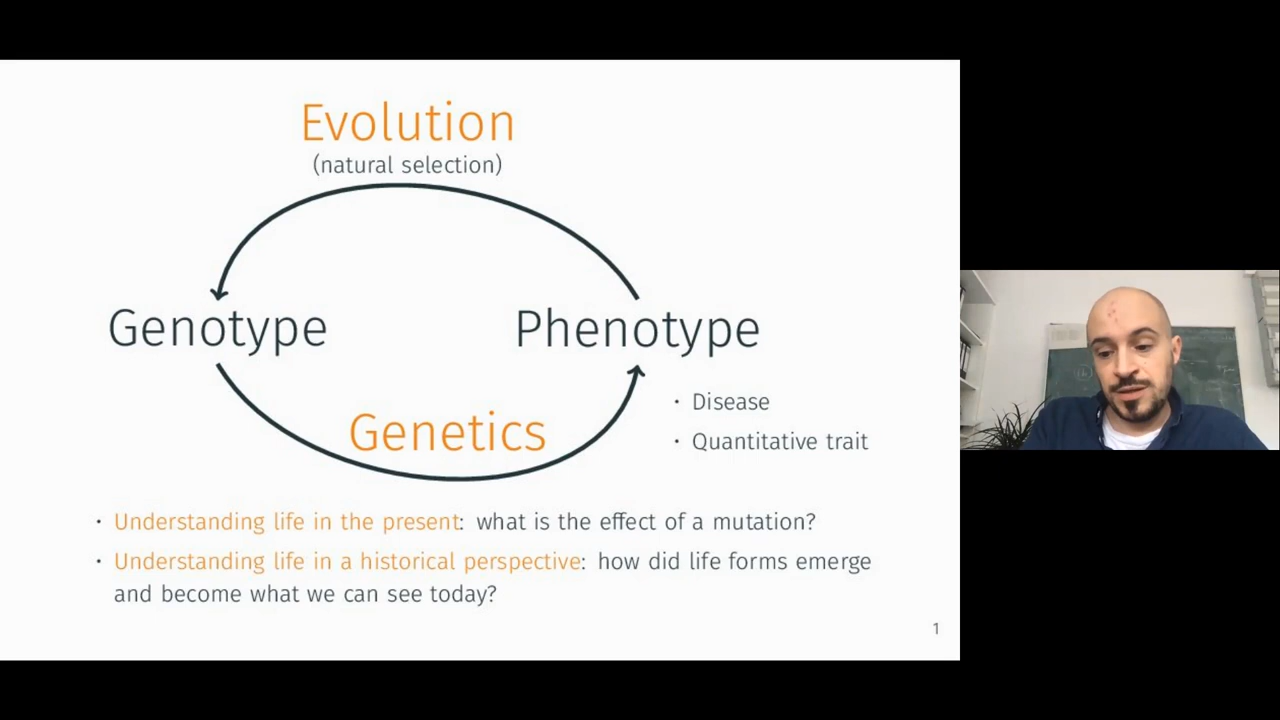 Evolution
(natural selection)
Genotype
Phenotype
Genetics
• Disease
• Quantitative trait
• Understanding life in the present: what is the effect of a mutation?
• Understanding life in a historical perspective: how did life forms emerge
and become what we can see today?
1